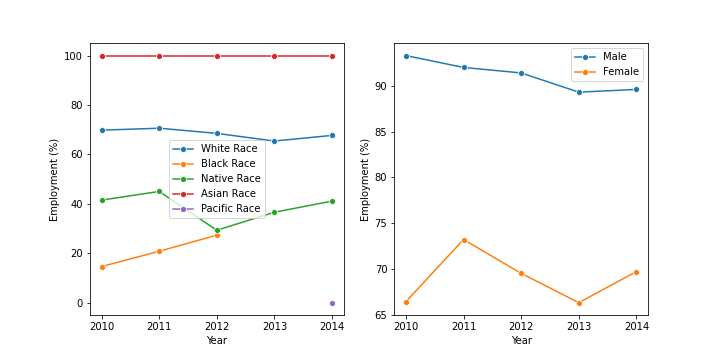 100
80
60
40
20
0
Employment (%)
2010 2011 2012 2013 2014
Year
White Race
Black Race
Native Race
Asian Race
Pacific Race
90
85
80
75
70
65
Employment (%)
2010 2011 2012 2013 2014
Year
Male
Female